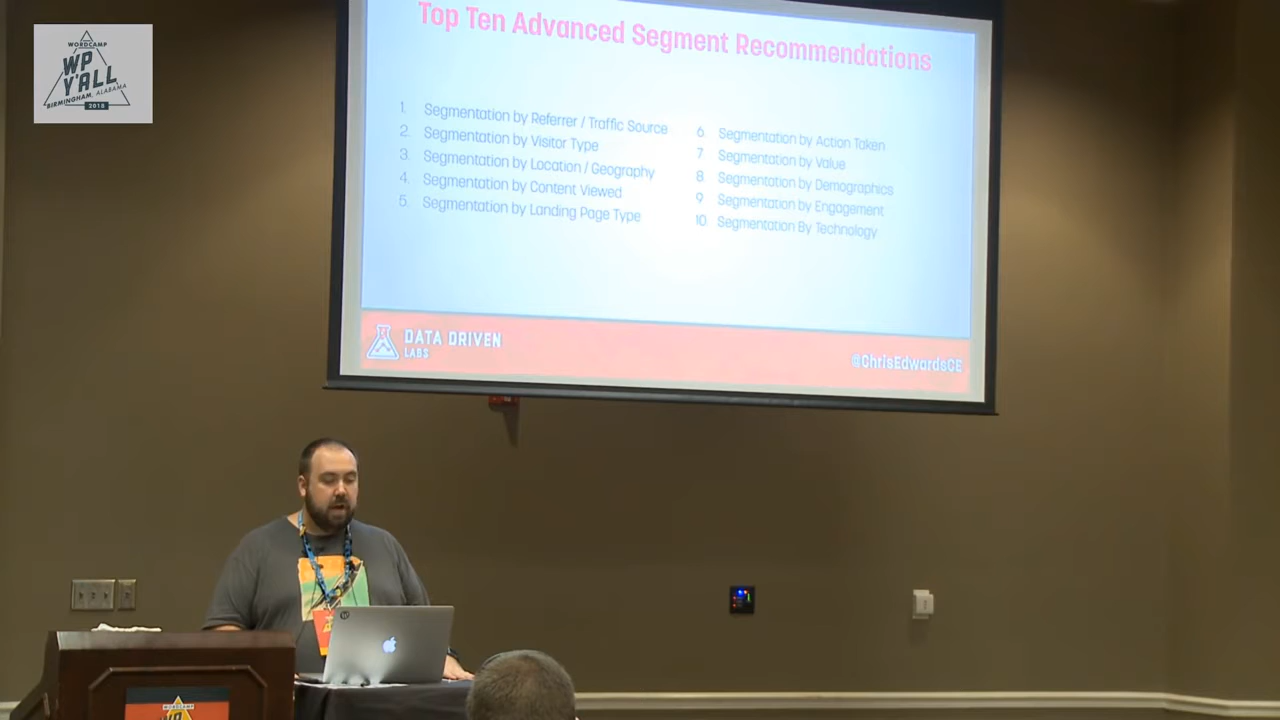 WORDCAMP
WP
Y'ALL
BIRMINGHAM, ALABAMA
2018
Top Ten Advanced Segment Recommendations
1. Segmentation by Referrer / Traffic Source
2. Segmentation by Visitor Type
3. Segmentation by Location / Geography
4. Segmentation by Content Viewed
5. Segmentation by Landing Page Type
6 Segmentation by Action Taken
7 Segmentation by Value
8 Segmentation by Demographics
9 Segmentation by Engagement
10 Segmentation By Technology
DATA DRIVEN
LABS
@ChrisEdwardsCE
WORDCAMP
WP